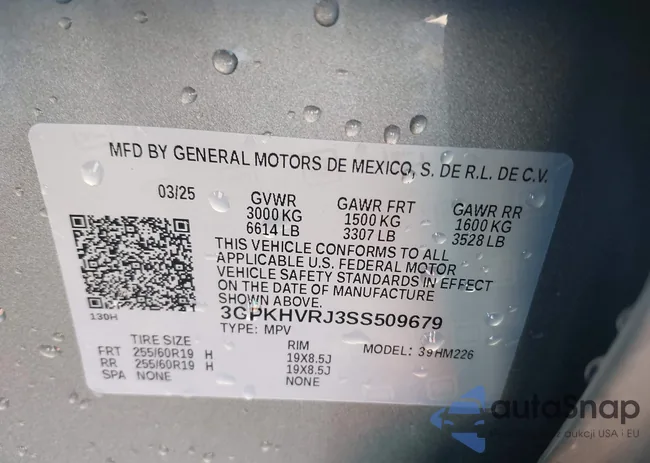 MFD BY GENERAL MOTORS DE MEXICO, S. DE R.L. DE C.V.
03/25 GVWR GAWR FRT GAWR RR
3000 KG 1500 KG 1600 KG
6614 LB 3307 LB 3528 LB
THIS VEHICLE CONFORMS TO ALL
APPLICABLE U.S. FEDERAL MOTOR
VEHICLE SAFETY STANDARDS IN EFFECT
ON THE DATE OF MANUFACTURE
SHOWN ABOVE.
130H 3GPKHVRJ3SS509679
TYPE: MPV
TIRE SIZE RIM MODEL: 39HM226
FRT 255/60R19 H 19X8.5J
RR 255/60R19 H 19X8.5J
SPA NONE NONE
autoSnap
aukcji USA · EU